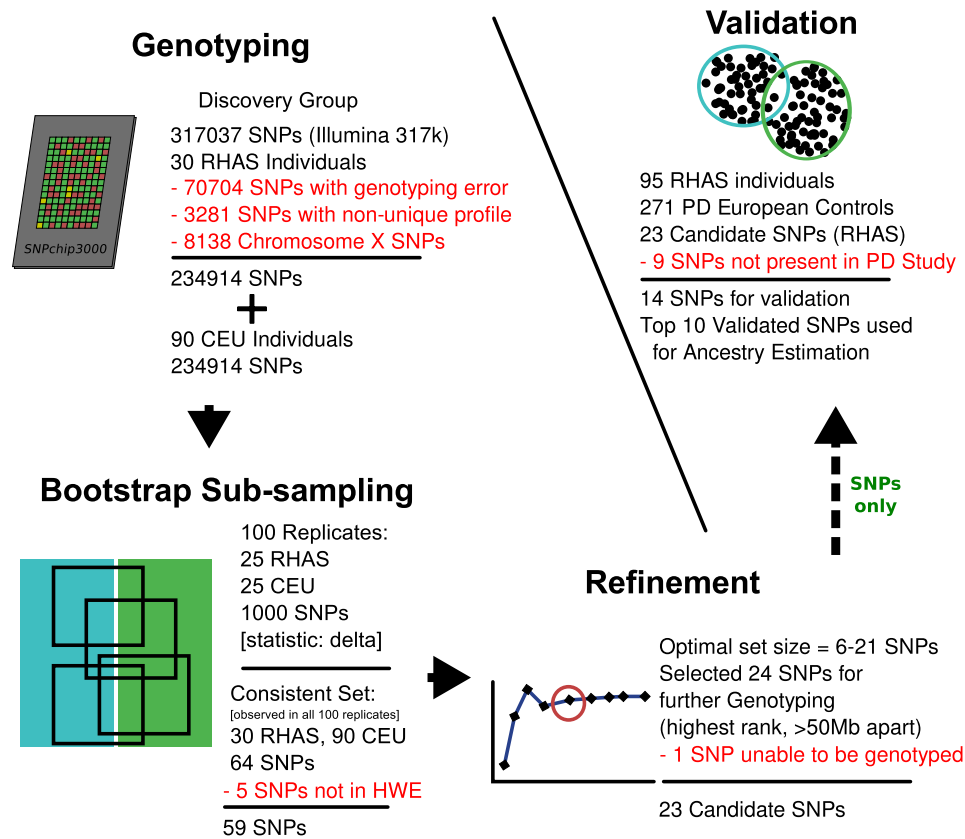 Genotyping
Discovery Group
317037 SNPs (Illumina 317k)
30 RHAS Individuals
- 70704 SNPs with genotyping error
- 3281 SNPs with non-unique profile
- 8138 Chromosome X SNPs
SNPchip3000
234914 SNPs
+
90 CEU Individuals
234914 SNPs
Bootstrap Sub-sampling
100 Replicates:
25 RHAS
25 CEU
1000 SNPs
[statistic: delta]
Consistent Set:
[observed in all 100 replicates]
30 RHAS, 90 CEU
64 SNPs
- 5 SNPs not in HWE
59 SNPs
Refinement
Optimal set size = 6-21 SNPs
Selected 24 SNPs for
further Genotyping
(highest rank, >50Mb apart)
- 1 SNP unable to be genotyped
23 Candidate SNPs
SNPs
only
Validation
95 RHAS individuals
271 PD European Controls
23 Candidate SNPs (RHAS)
- 9 SNPs not present in PD Study
14 SNPs for validation
Top 10 Validated SNPs used
for Ancestry Estimation